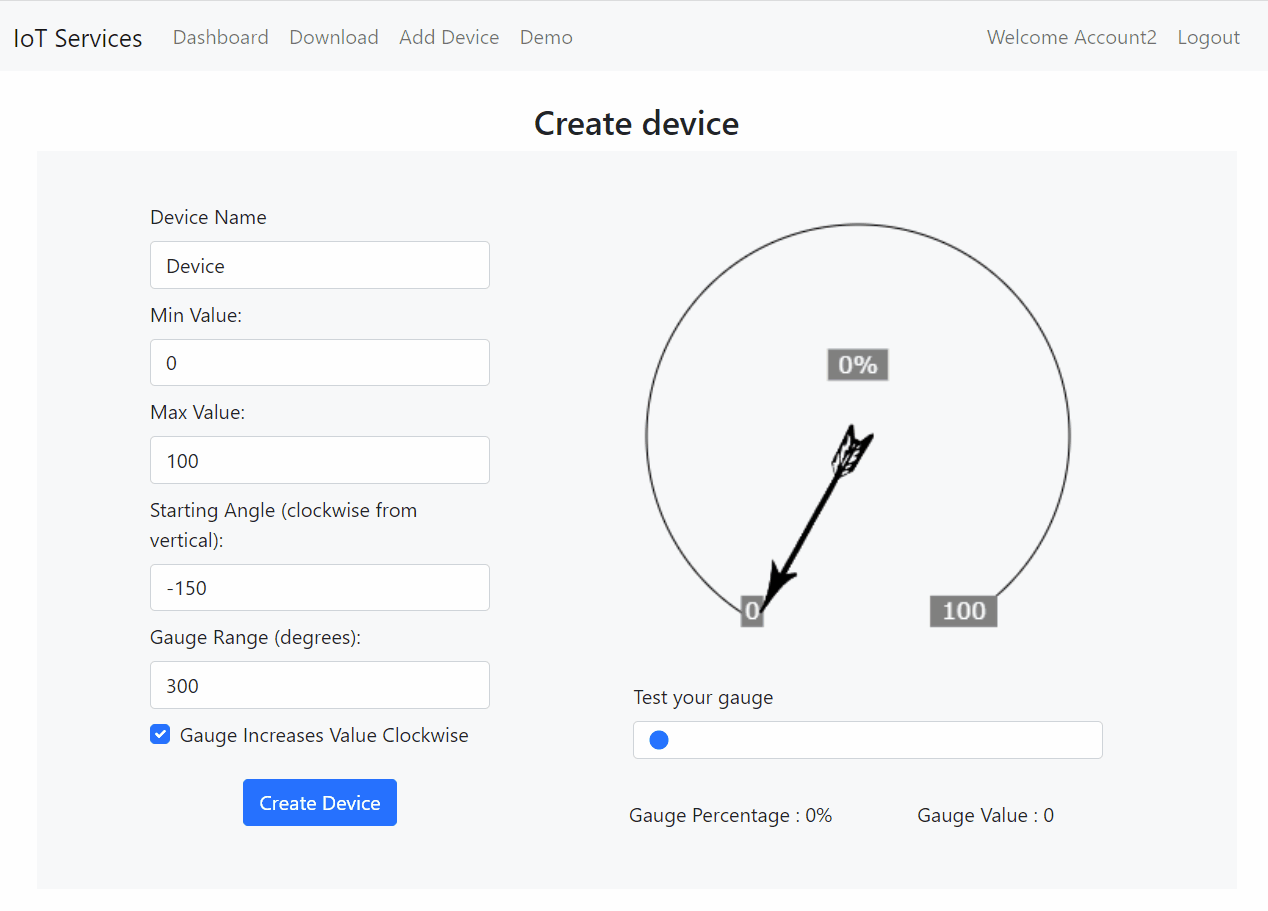 IoT Services Dashboard Download Add Device Demo Welcome Account2 Logout
Create device
Device Name
Device
Min Value:
0
Max Value:
100
Starting Angle (clockwise from
vertical):
-150
Gauge Range (degrees):
300
Gauge Increases Value Clockwise
Create Device
0%
0
100
Test your gauge
Gauge Percentage : 0%
Gauge Value : 0